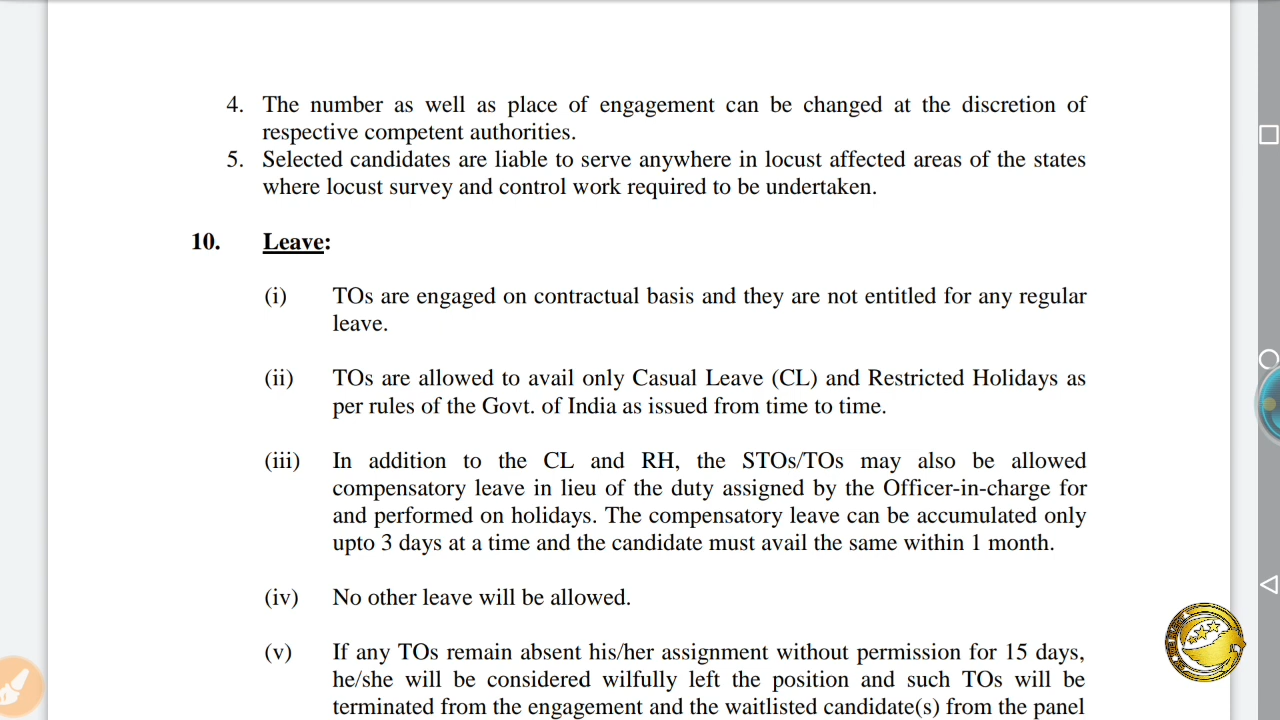 4. The number as well as place of engagement can be changed at the discretion of
respective competent authorities.
5. Selected candidates are liable to serve anywhere in locust affected areas of the states
where locust survey and control work required to be undertaken.
10. Leave:
(i) TOs are engaged on contractual basis and they are not entitled for any regular
leave.
(ii) TOs are allowed to avail only Casual Leave (CL) and Restricted Holidays as
per rules of the Govt. of India as issued from time to time.
(iii) In addition to the CL and RH, the STOs/TOs may also be allowed
compensatory leave in lieu of the duty assigned by the Officer-in-charge for
and performed on holidays. The compensatory leave can be accumulated only
upto 3 days at a time and the candidate must avail the same within 1 month.
(iv) No other leave will be allowed.
(v) If any TOs remain absent his/her assignment without permission for 15 days,
he/she will be considered wilfully left the position and such TOs will be
terminated from the engagement and the waitlisted candidate(s) from the panel